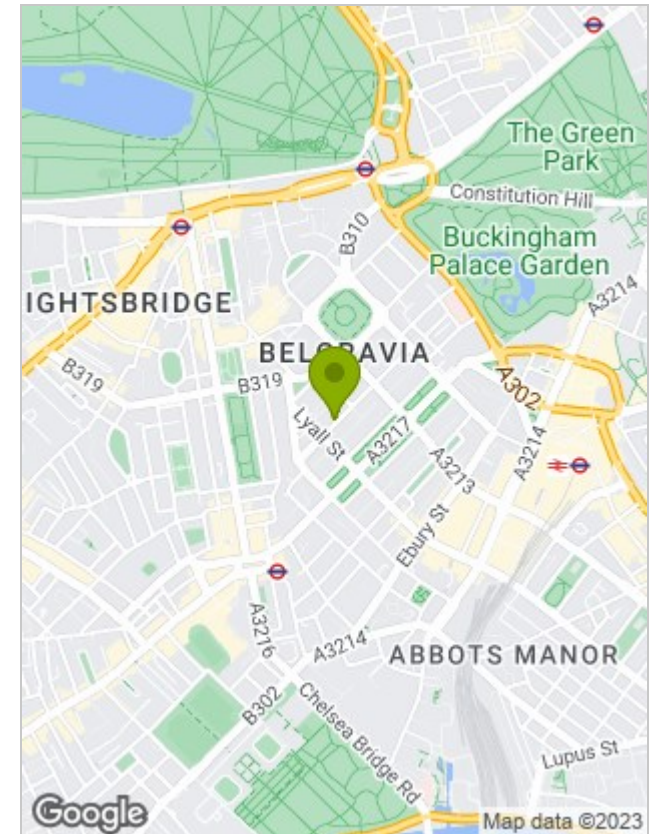 The Green
Park
Constitution Hill
B310
Buckingham
Palace Garden
A3214
IGHTSBRIDGE
BELGRAVIA
B319
B319
A302
Lyall St
A3217
A3213
A3214
Ebury St
A3216
A3214
ABBOTS MANOR
B302
Chelsea Bridge Rd
Lupus St
Google
Map data ©2023